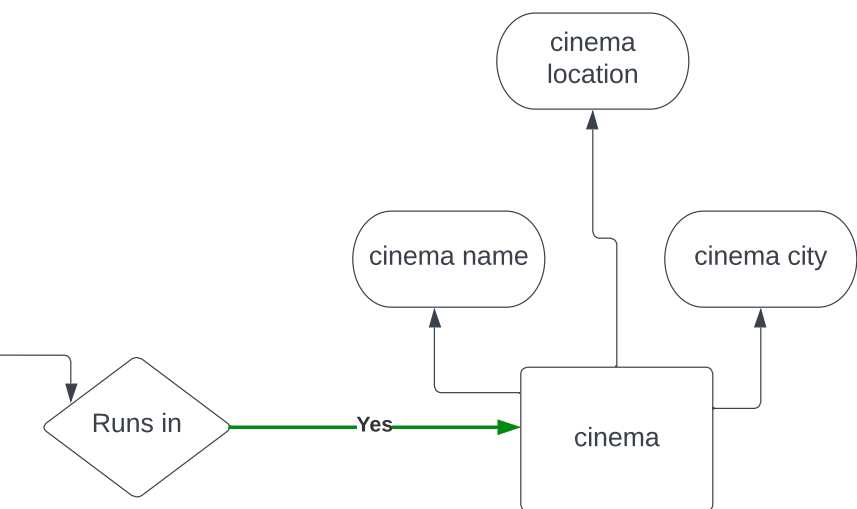 cinema
location
cinema name
cinema city
Runs in
Yes
cinema